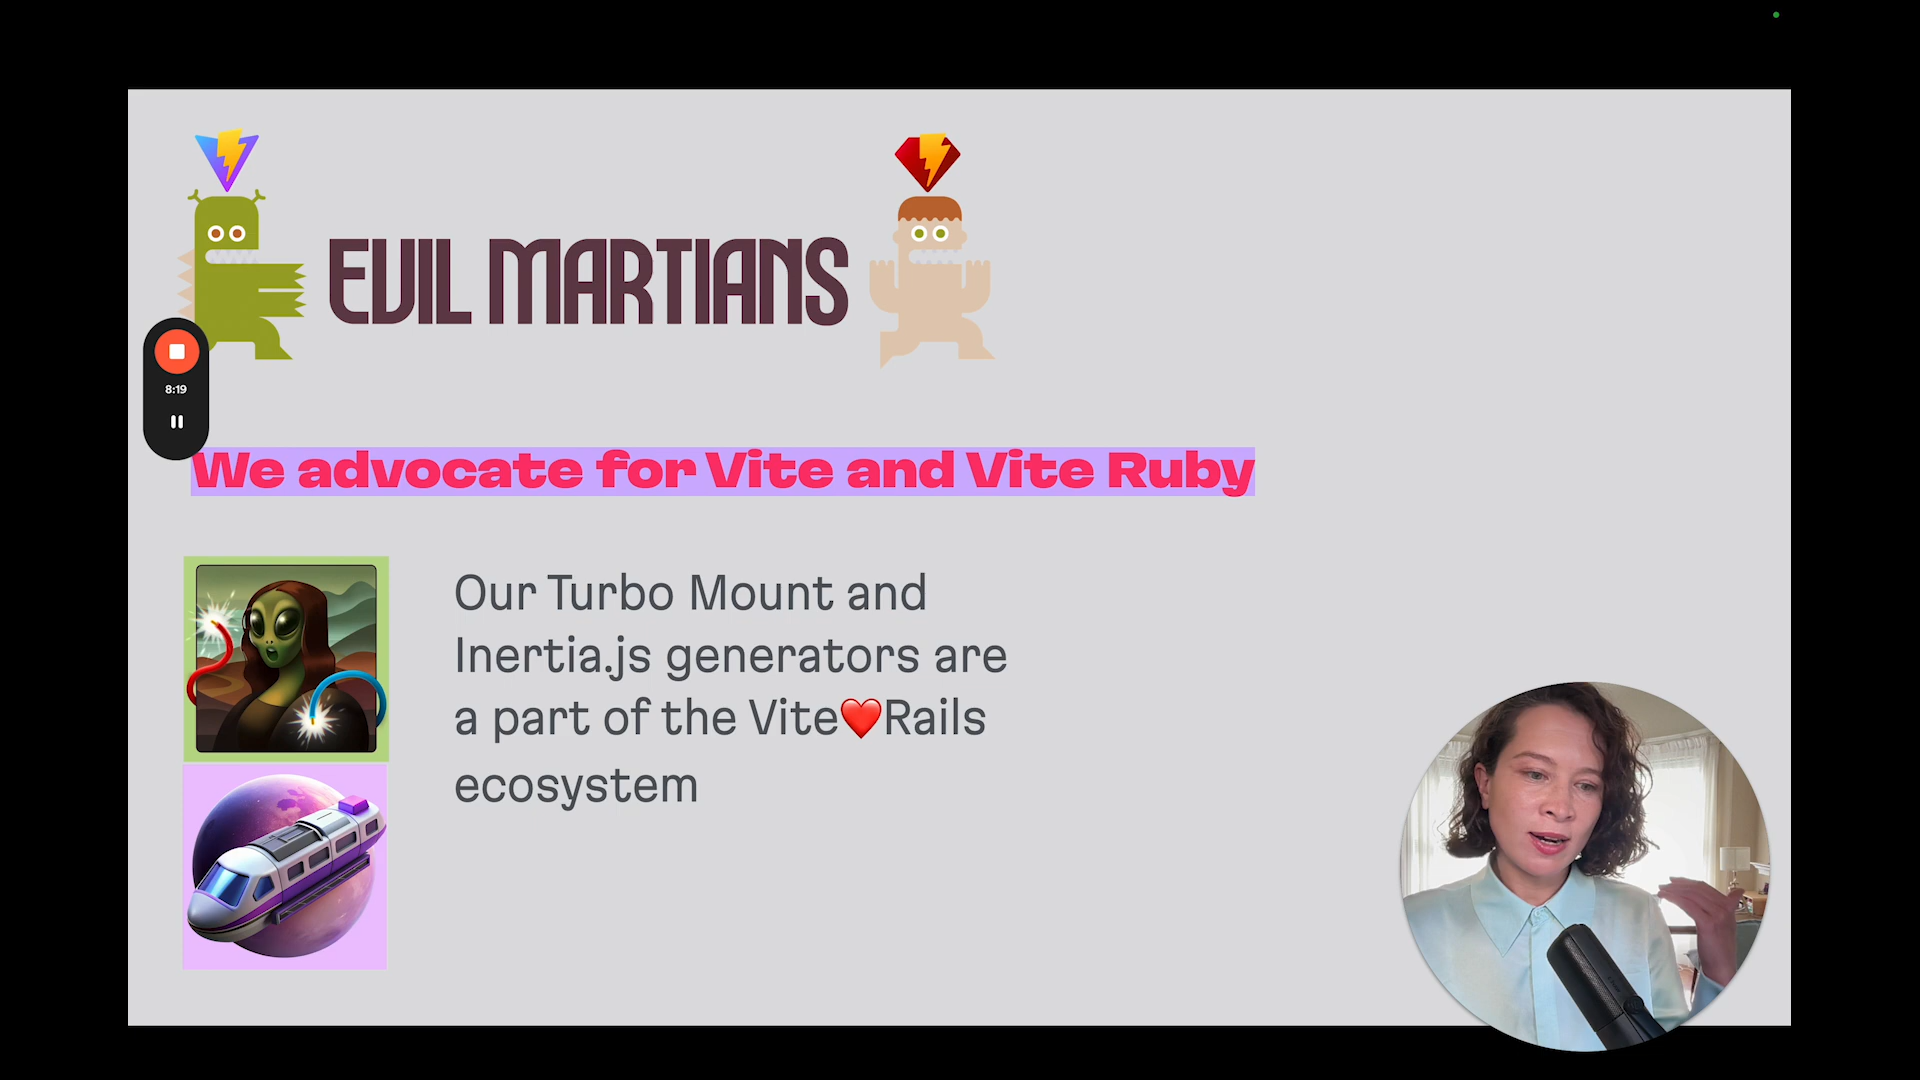 EVIL MARTIANS
8:19
We advocate for Vite and Vite Ruby
Our Turbo Mount and
Inertia.js generators are
a part of the Vite❤️Rails
ecosystem